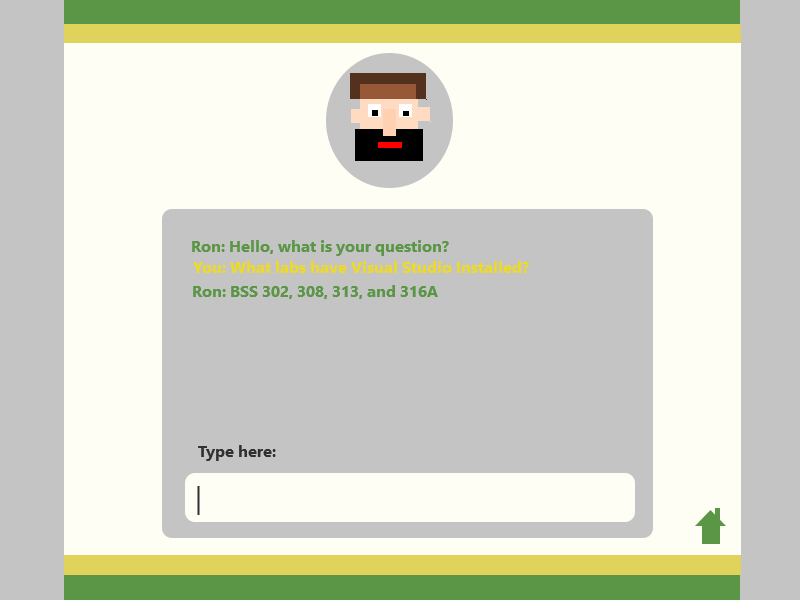 Ron: Hello, what is your question?
You: What labs have Visual Studio Installed?
Ron: BSS 302, 308, 313, and 316A
Type here: